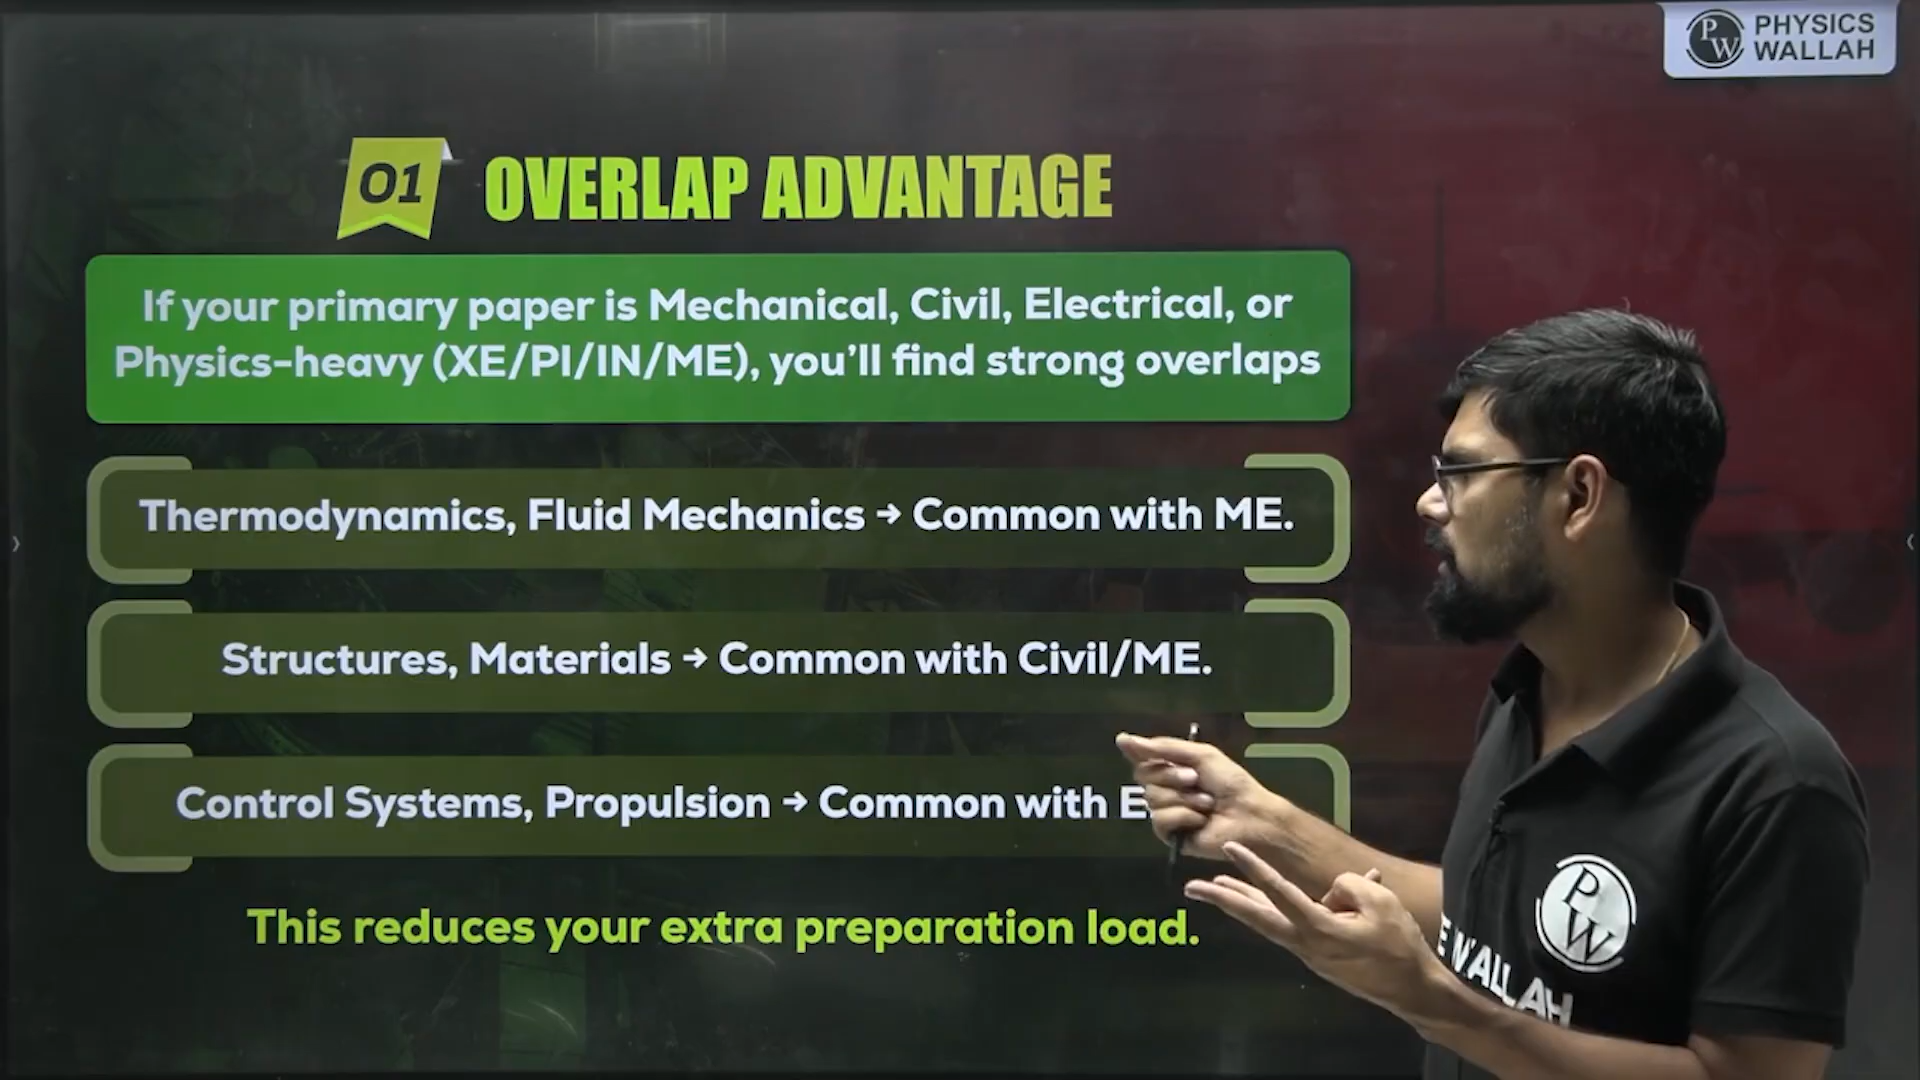 PHYSICS
WALLAH
01
OVERLAP ADVANTAGE
If your primary paper is Mechanical, Civil, Electrical, or
Physics-heavy (XE/PI/IN/ME), you'll find strong overlaps
Thermodynamics, Fluid Mechanics → Common with ME.
Structures, Materials → Common with Civil/ME.
Control Systems, Propulsion → Common with
This reduces your extra preparation load.
PW
WALLAH